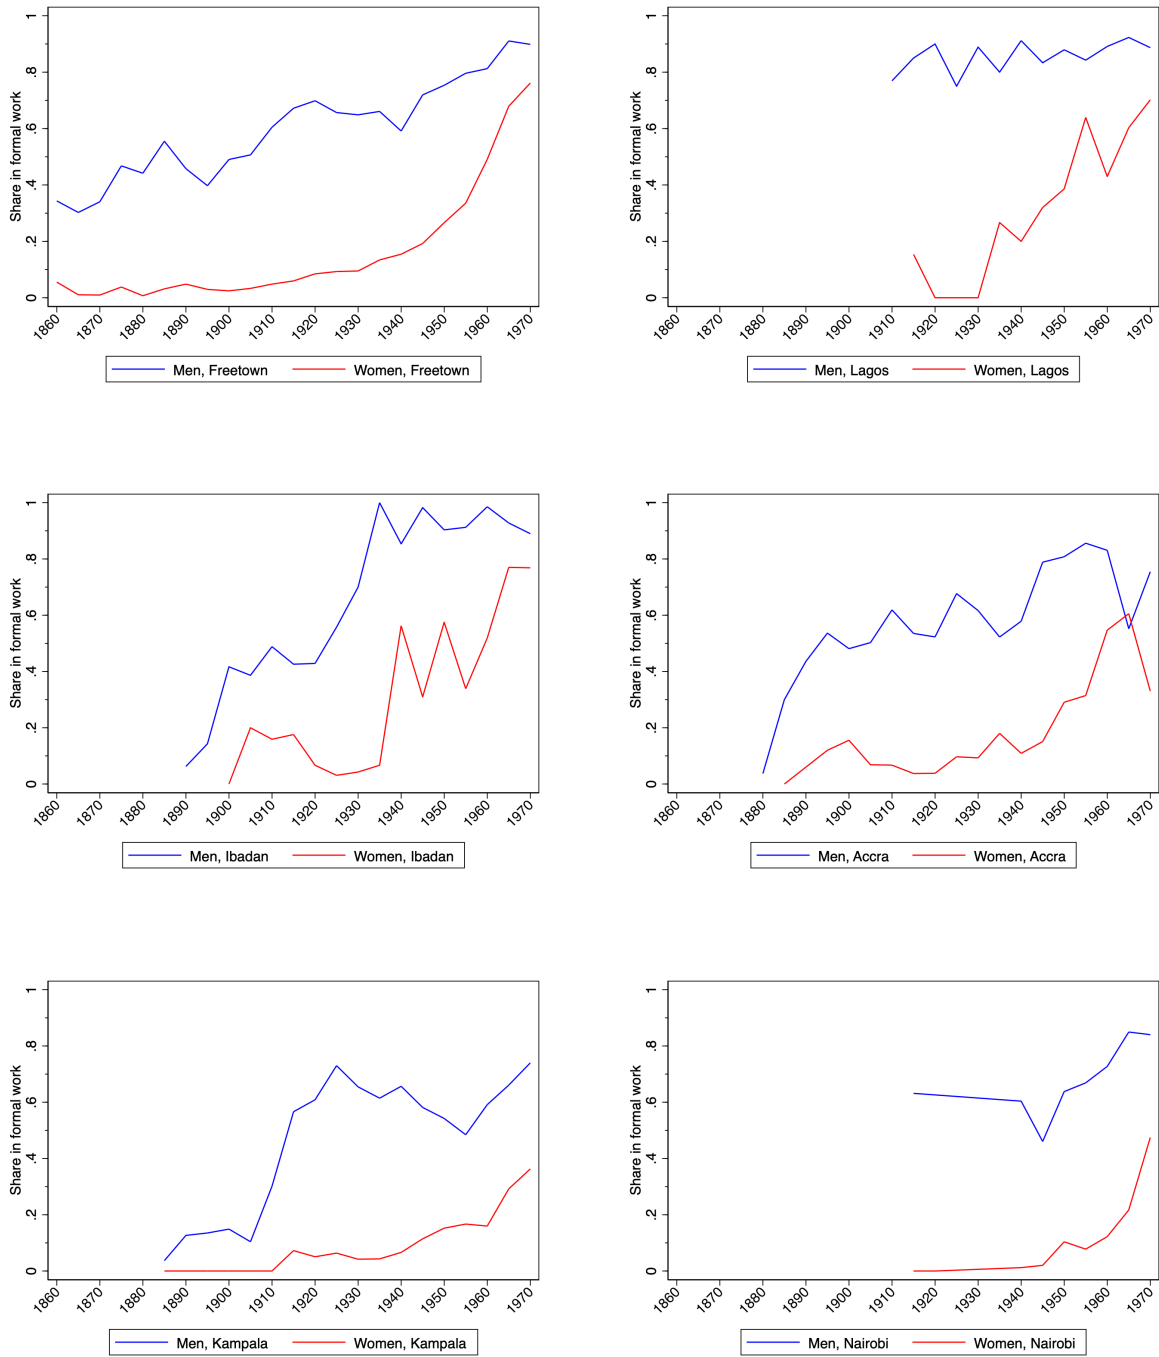 Share in formal work
0 .2 .4 .6 .8 1
1860 1870 1880 1890 1900 1910 1920 1930 1940 1950 1960 1970
Men, Freetown Women, Freetown
Share in formal work
0 .2 .4 .6 .8 1
1860 1870 1880 1890 1900 1910 1920 1930 1940 1950 1960 1970
Men, Lagos Women, Lagos
Share in formal work
0 .2 .4 .6 .8 1
1860 1870 1880 1890 1900 1910 1920 1930 1940 1950 1960 1970
Men, Ibadan Women, Ibadan
Share in formal work
0 .2 .4 .6 .8 1
1860 1870 1880 1890 1900 1910 1920 1930 1940 1950 1960 1970
Men, Accra Women, Accra
Share in formal work
0 .2 .4 .6 .8 1
1860 1870 1880 1890 1900 1910 1920 1930 1940 1950 1960 1970
Men, Kampala Women, Kampala
Share in formal work
0 .2 .4 .6 .8 1
1860 1870 1880 1890 1900 1910 1920 1930 1940 1950 1960 1970
Men, Nairobi Women, Nairobi